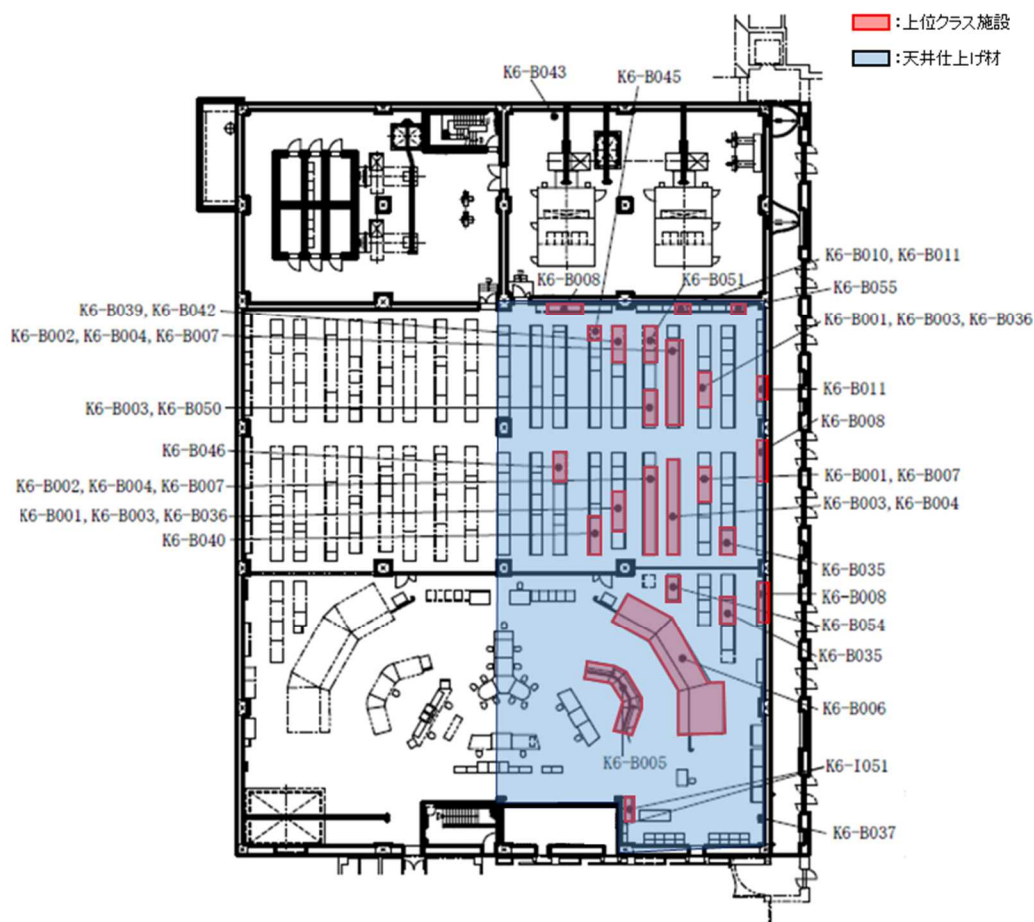 ：上位クラス施設
：天井仕上げ材
K6-B043
K6-B045
K6-B008
K6-B051
K6-B010, K6-B011
K6-B055
K6-B039, K6-B042
K6-B001, K6-B003, K6-B036
K6-B002, K6-B004, K6-B007
K6-B011
K6-B003, K6-B050
K6-B008
K6-B046
K6-B001, K6-B007
K6-B002, K6-B004, K6-B007
K6-B003, K6-B004
K6-B001, K6-B003, K6-B036
K6-B040
K6-B035
K6-B008
K6-B054
K6-B035
K6-B006
K6-B005
K6-I051
K6-B037